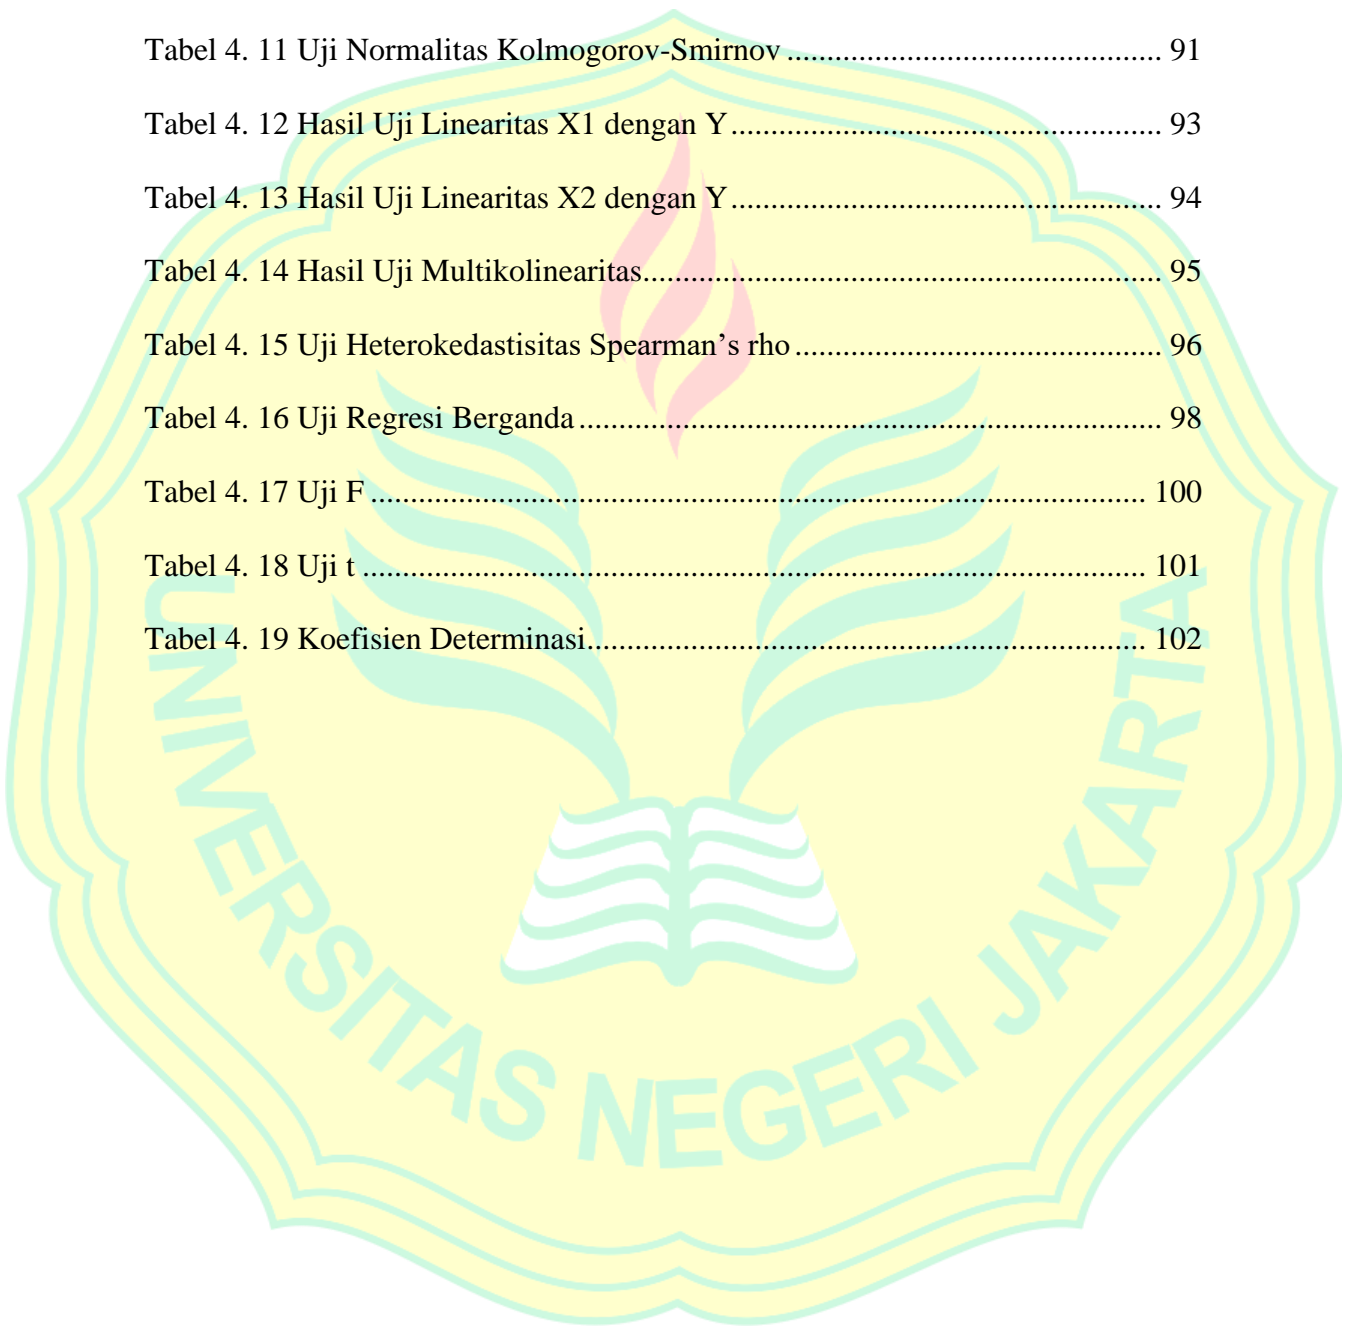 Tabel 4. 11 Uji Normalitas Kolmogorov-Smirnov ............................................. 91
Tabel 4. 12 Hasil Uji Linearitas X1 dengan Y .................................................... 93
Tabel 4. 13 Hasil Uji Linearitas X2 dengan Y .................................................... 94
Tabel 4. 14 Hasil Uji Multikolinearitas............................................................... 95
Tabel 4. 15 Uji Heterokedastisitas Spearman’s rho ............................................ 96
Tabel 4. 16 Uji Regresi Berganda ...................................................................... 98
Tabel 4. 17 Uji F .............................................................................................. 100
Tabel 4. 18 Uji t ............................................................................................... 101
Tabel 4. 19 Koefisien Determinasi.................................................................... 102
UNIVERSITAS NEGERI JAKARTA